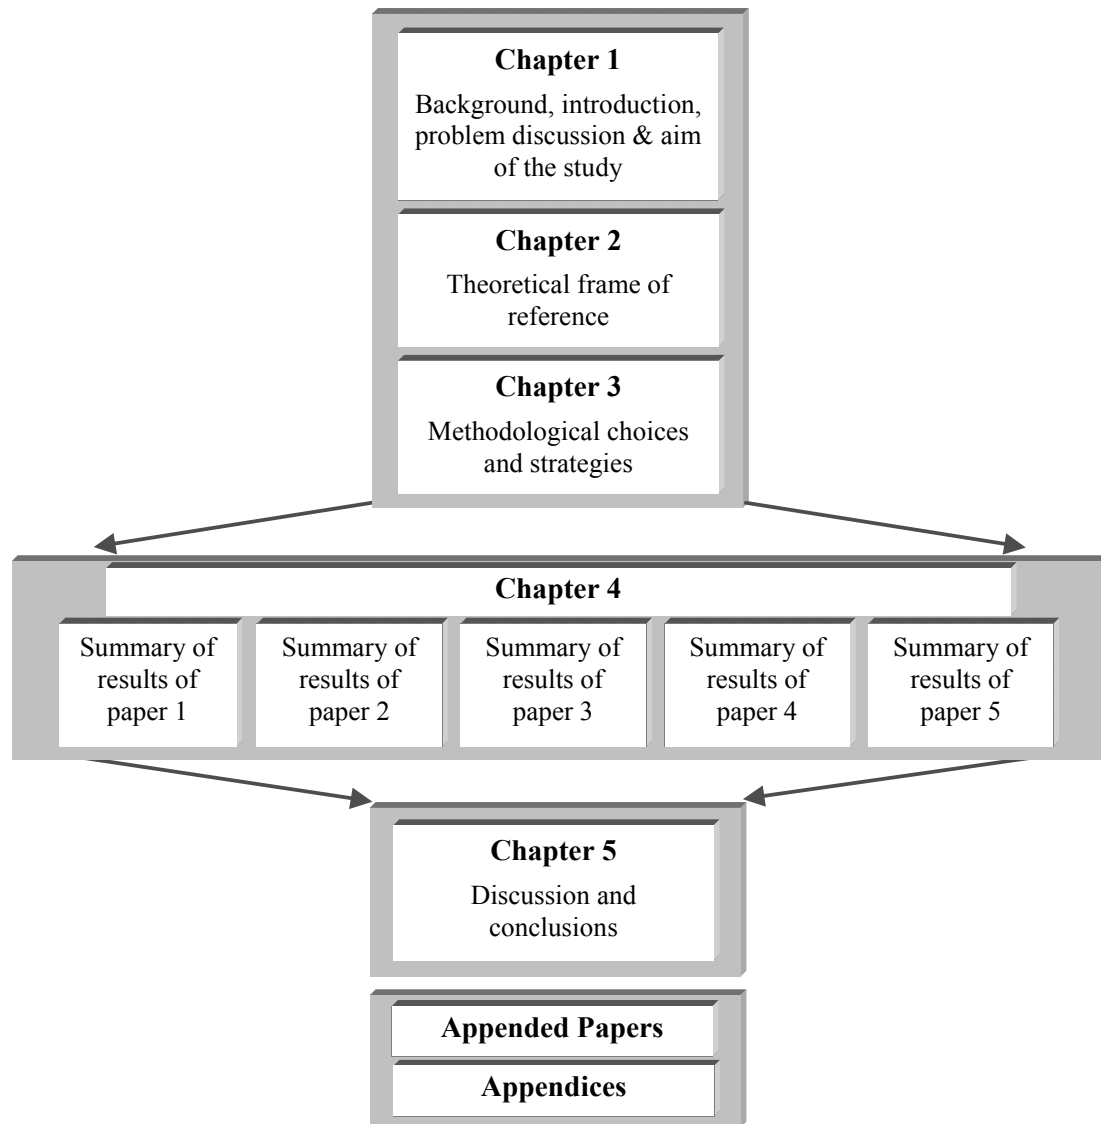 Chapter 1
Background, introduction,
problem discussion & aim
of the study
Chapter 2
Theoretical frame of
reference
Chapter 3
Methodological choices
and strategies
Chapter 4
Summary of
results of
paper 1
Summary of
results of
paper 2
Summary of
results of
paper 3
Summary of
results of
paper 4
Summary of
results of
paper 5
Chapter 5
Discussion and
conclusions
Appended Papers
Appendices